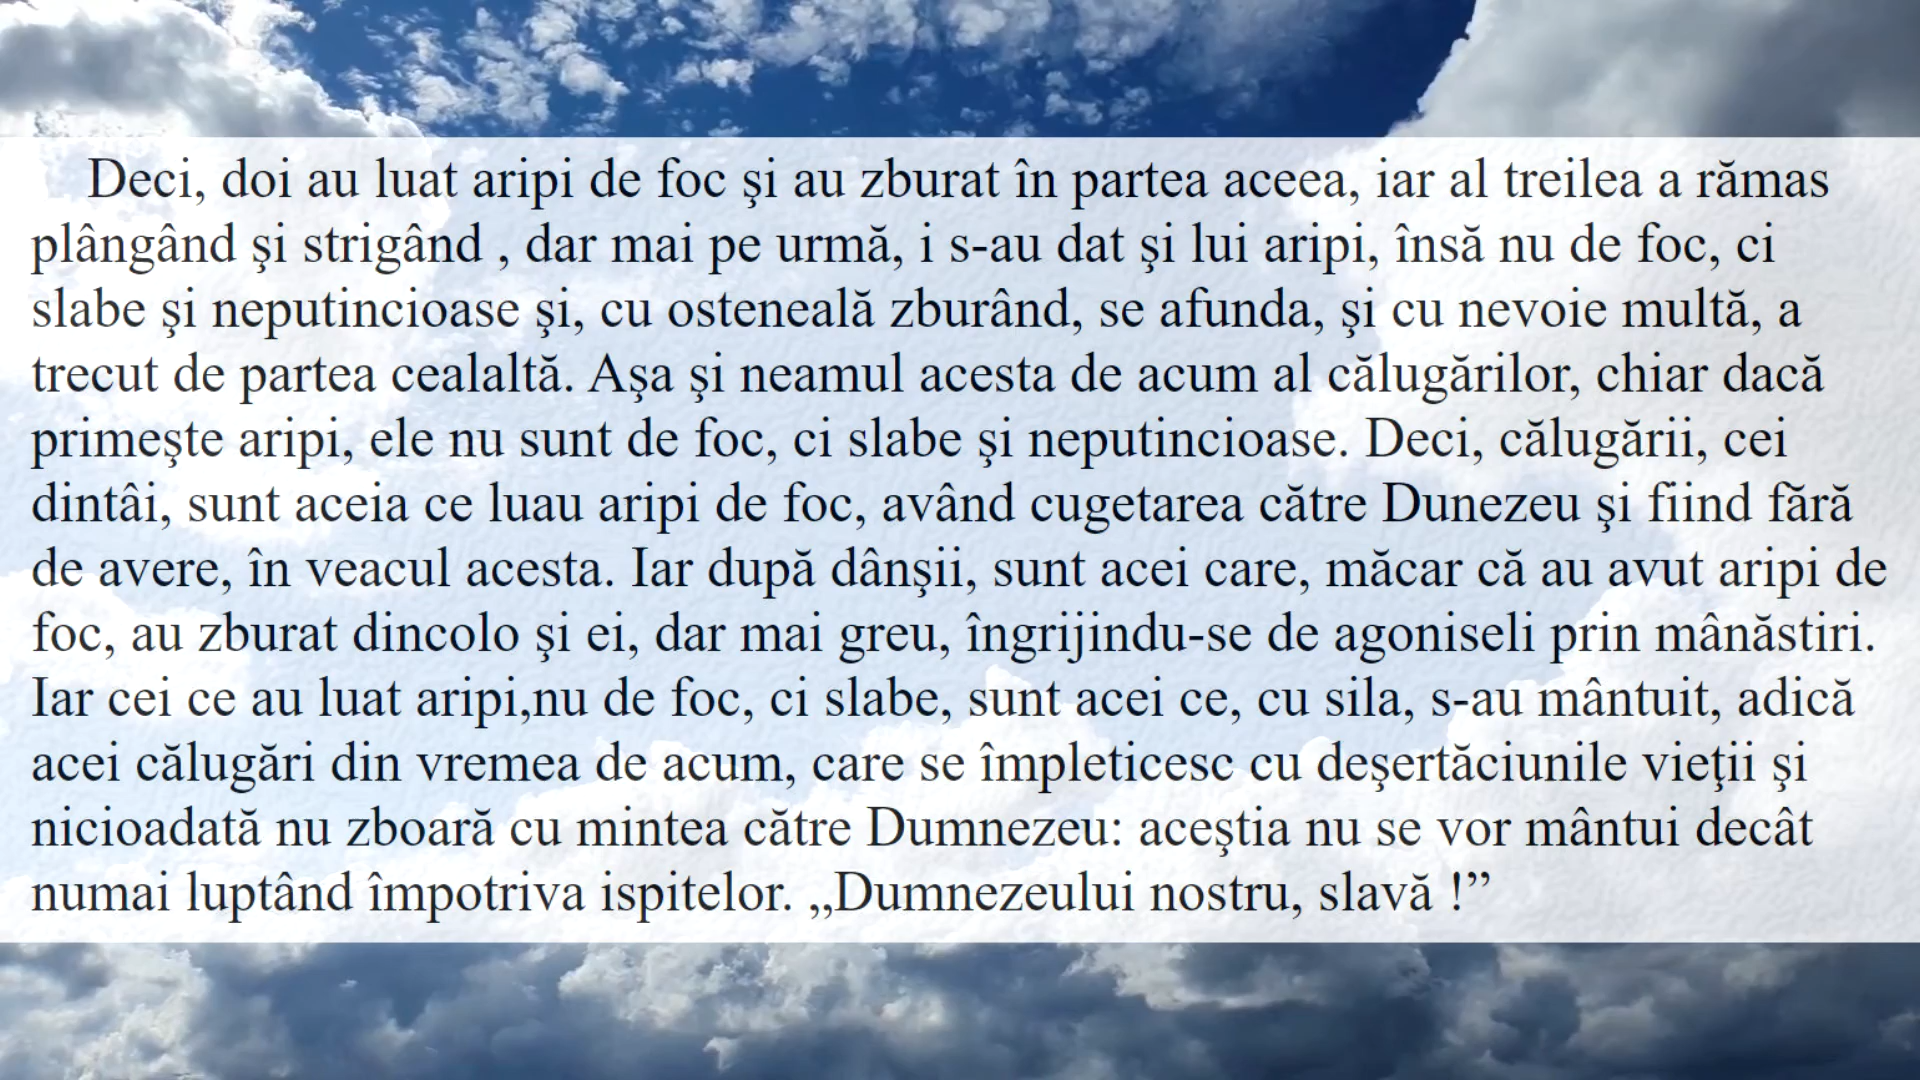 Deci, doi au luat aripi de foc şi au zburat în partea aceea, iar al treilea a rămas
plângând şi strigând , dar mai pe urmă, i s-au dat şi lui aripi, însă nu de foc, ci
slabe şi neputincioase şi, cu osteneală zburând, se afunda, şi cu nevoie multă, a
trecut de partea cealaltă. Aşa şi neamul acesta de acum al călugărilor, chiar dacă
primeşte aripi, ele nu sunt de foc, ci slabe şi neputincioase. Deci, călugării, cei
dintâi, sunt aceia ce luau aripi de foc, având cugetarea către Dunezeu şi fiind fără
de avere, în veacul acesta. Iar după dânşii, sunt acei care, măcar că au avut aripi de
foc, au zburat dincolo şi ei, dar mai greu, îngrijindu-se de agoniseli prin mânăstiri.
Iar cei ce au luat aripi,nu de foc, ci slabe, sunt acei ce, cu sila, s-au mântuit, adică
acei călugări din vremea de acum, care se împleticesc cu deşertăciunile vieţii şi
nicioadată nu zboară cu mintea către Dumnezeu: aceştia nu se vor mântui decât
numai luptând împotriva ispitelor. „Dumnezeului nostru, slavă !”